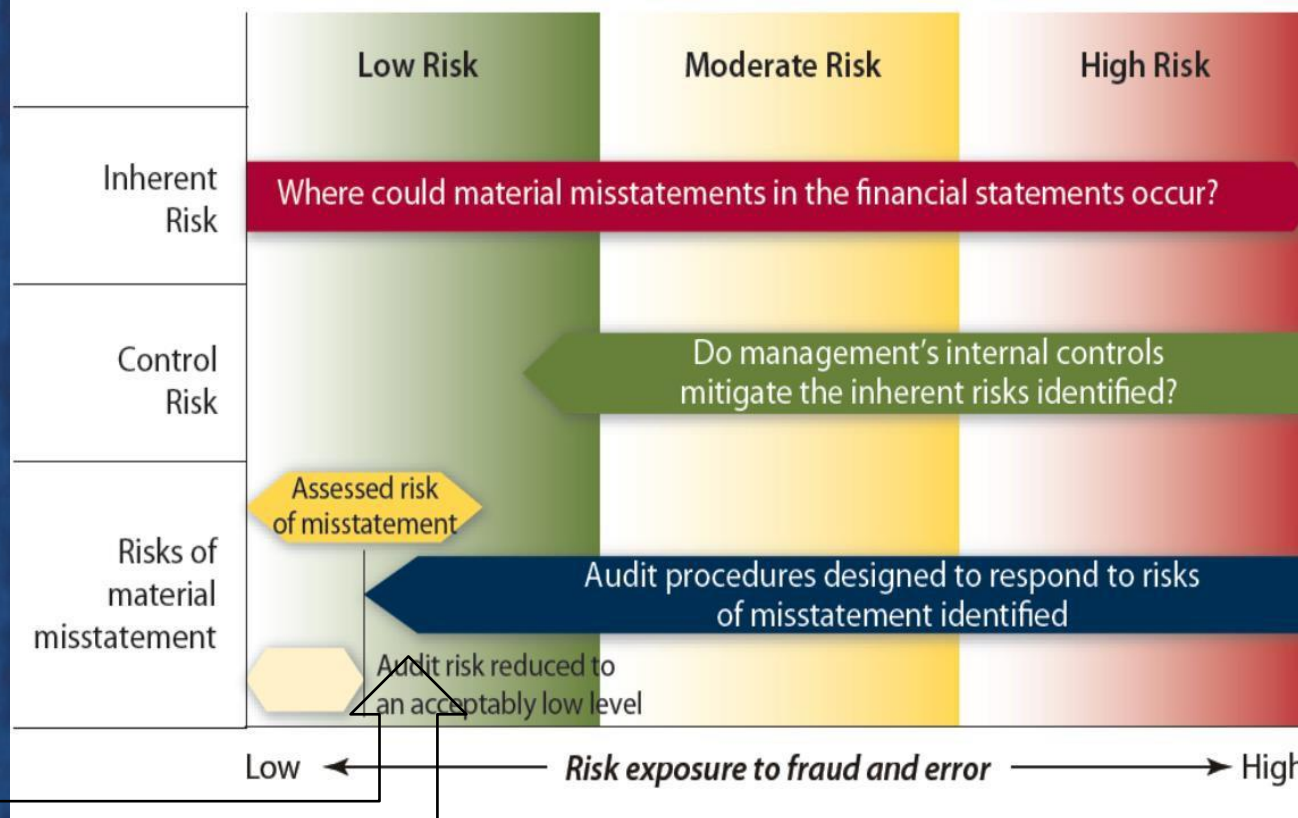 Low Risk
Moderate Risk
High Risk
Inherent
Risk
Where could material misstatements in the financial statements occur?
Control
Risk
Do management's internal controls
mitigate the inherent risks identified?
Risks of
material
misstatement
Assessed risk
of misstatement
Audit procedures designed to respond to risks
of misstatement identified
Audit risk reduced to
an acceptably low level
Low
Risk exposure to fraud and error
High